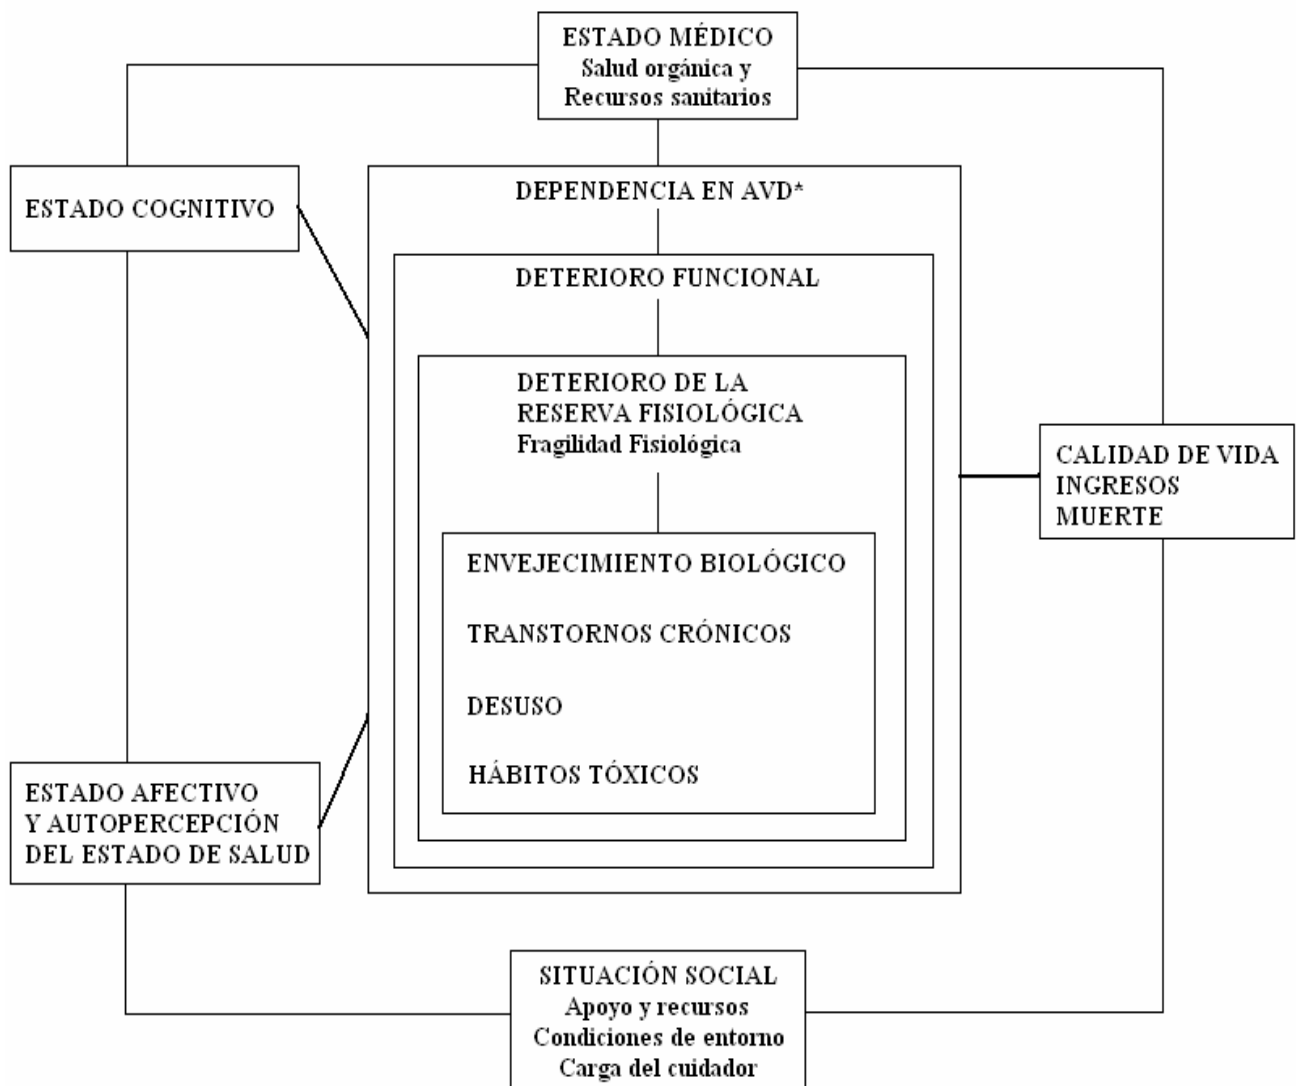 ESTADO MÉDICO
Salud orgánica y
Recursos sanitarios
ESTADO COGNITIVO
DEPENDENCIA EN AVD*
DETERIORO FUNCIONAL
DETERIORO DE LA
RESERVA FISIOLÓGICA
Fragilidad Fisiológica
CALIDAD DE VIDA
INGRESOS
MUERTE
ENVEJECIMIENTO BIOLÓGICO
TRANSTORNOS CRÓNICOS
DESUSO
HÁBITOS TÓXICOS
ESTADO AFECTIVO
Y AUTOPERCEPCIÓN
DEL ESTADO DE SALUD
SITUACIÓN SOCIAL
Apoyo y recursos
Condiciones de entorno
Carga del cuidador